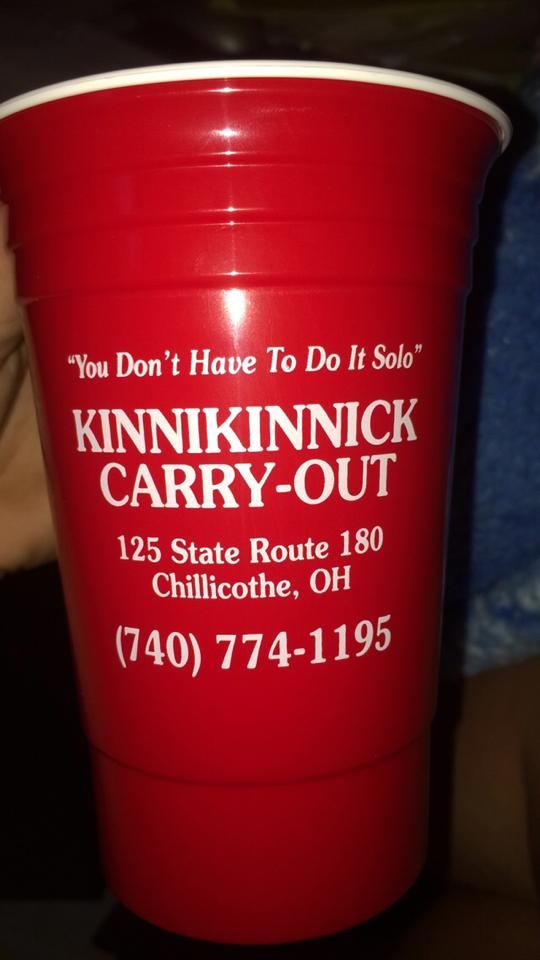 “You Don’t Have To Do It Solo”
KINNIKINNICK
CARRY-OUT
125 State Route 180
Chillicothe, OH
(740) 774-1195